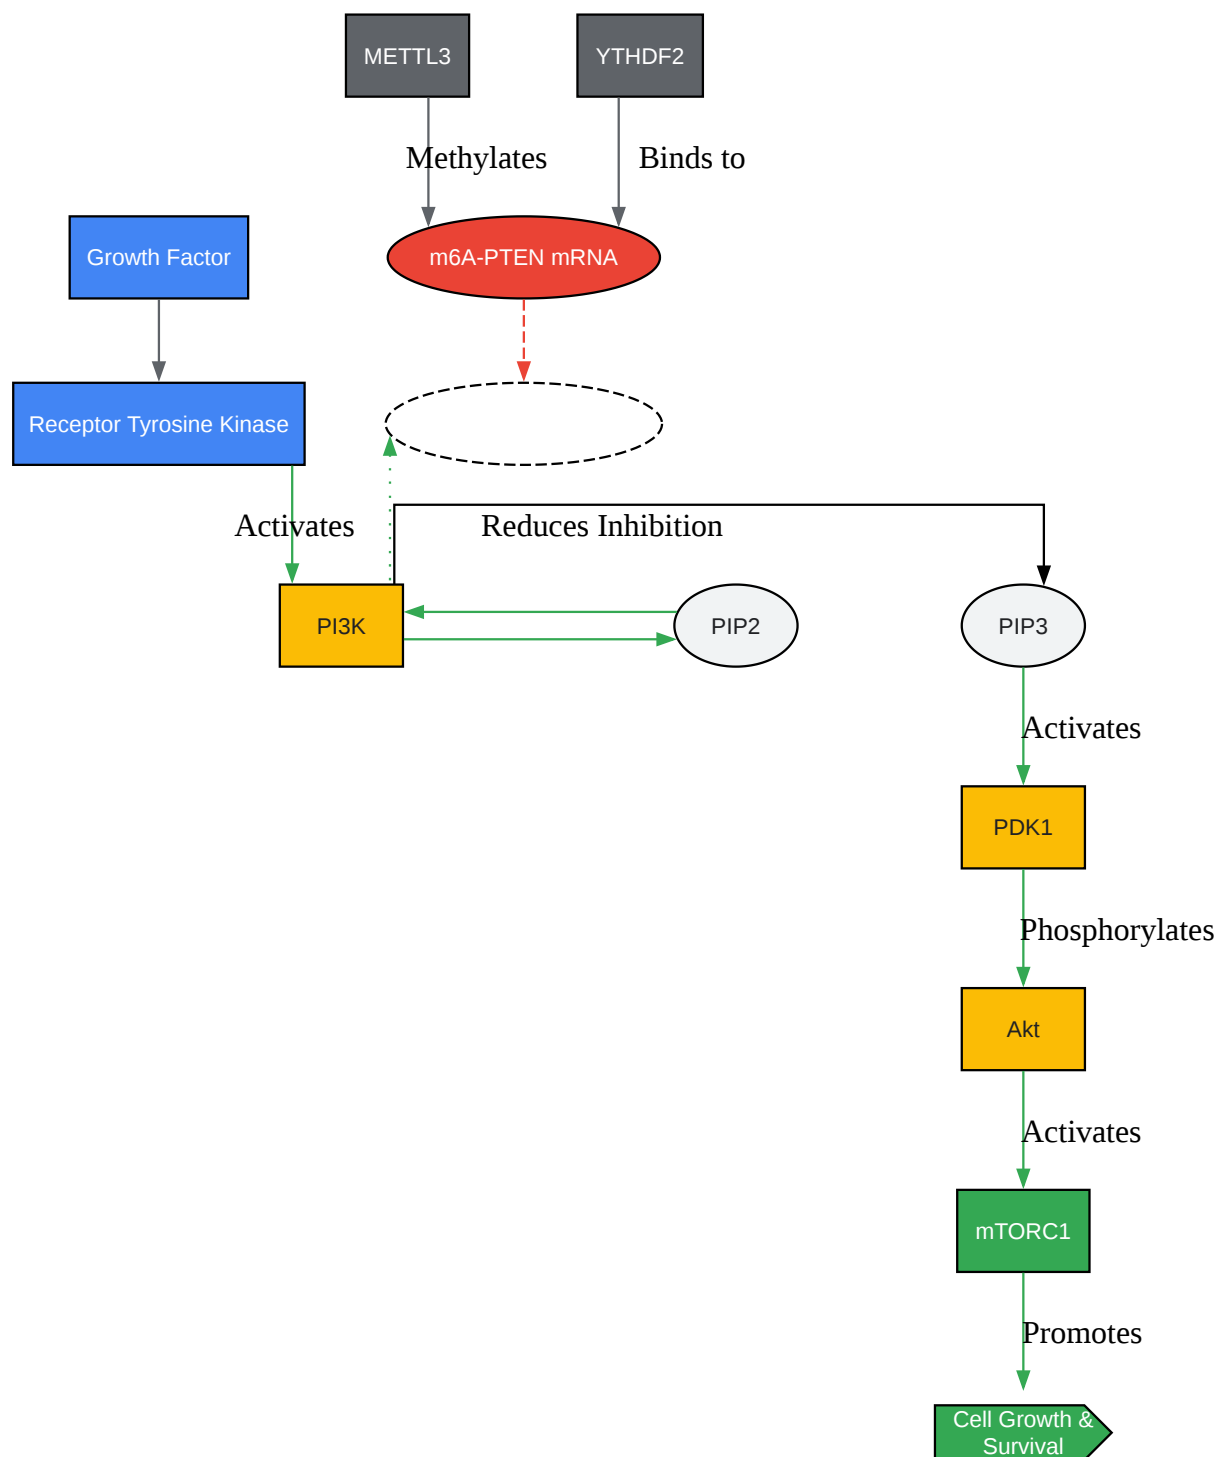 METTL3
YTHDF2
Methylates
Binds to
Growth Factor
m6A-PTEN mRNA
Receptor Tyrosine Kinase
Activates
Reduces Inhibition
PI3K
PIP2
PIP3
Activates
PDK1
Phosphorylates
Akt
Activates
mTORC1
Promotes
Cell Growth &
Survival